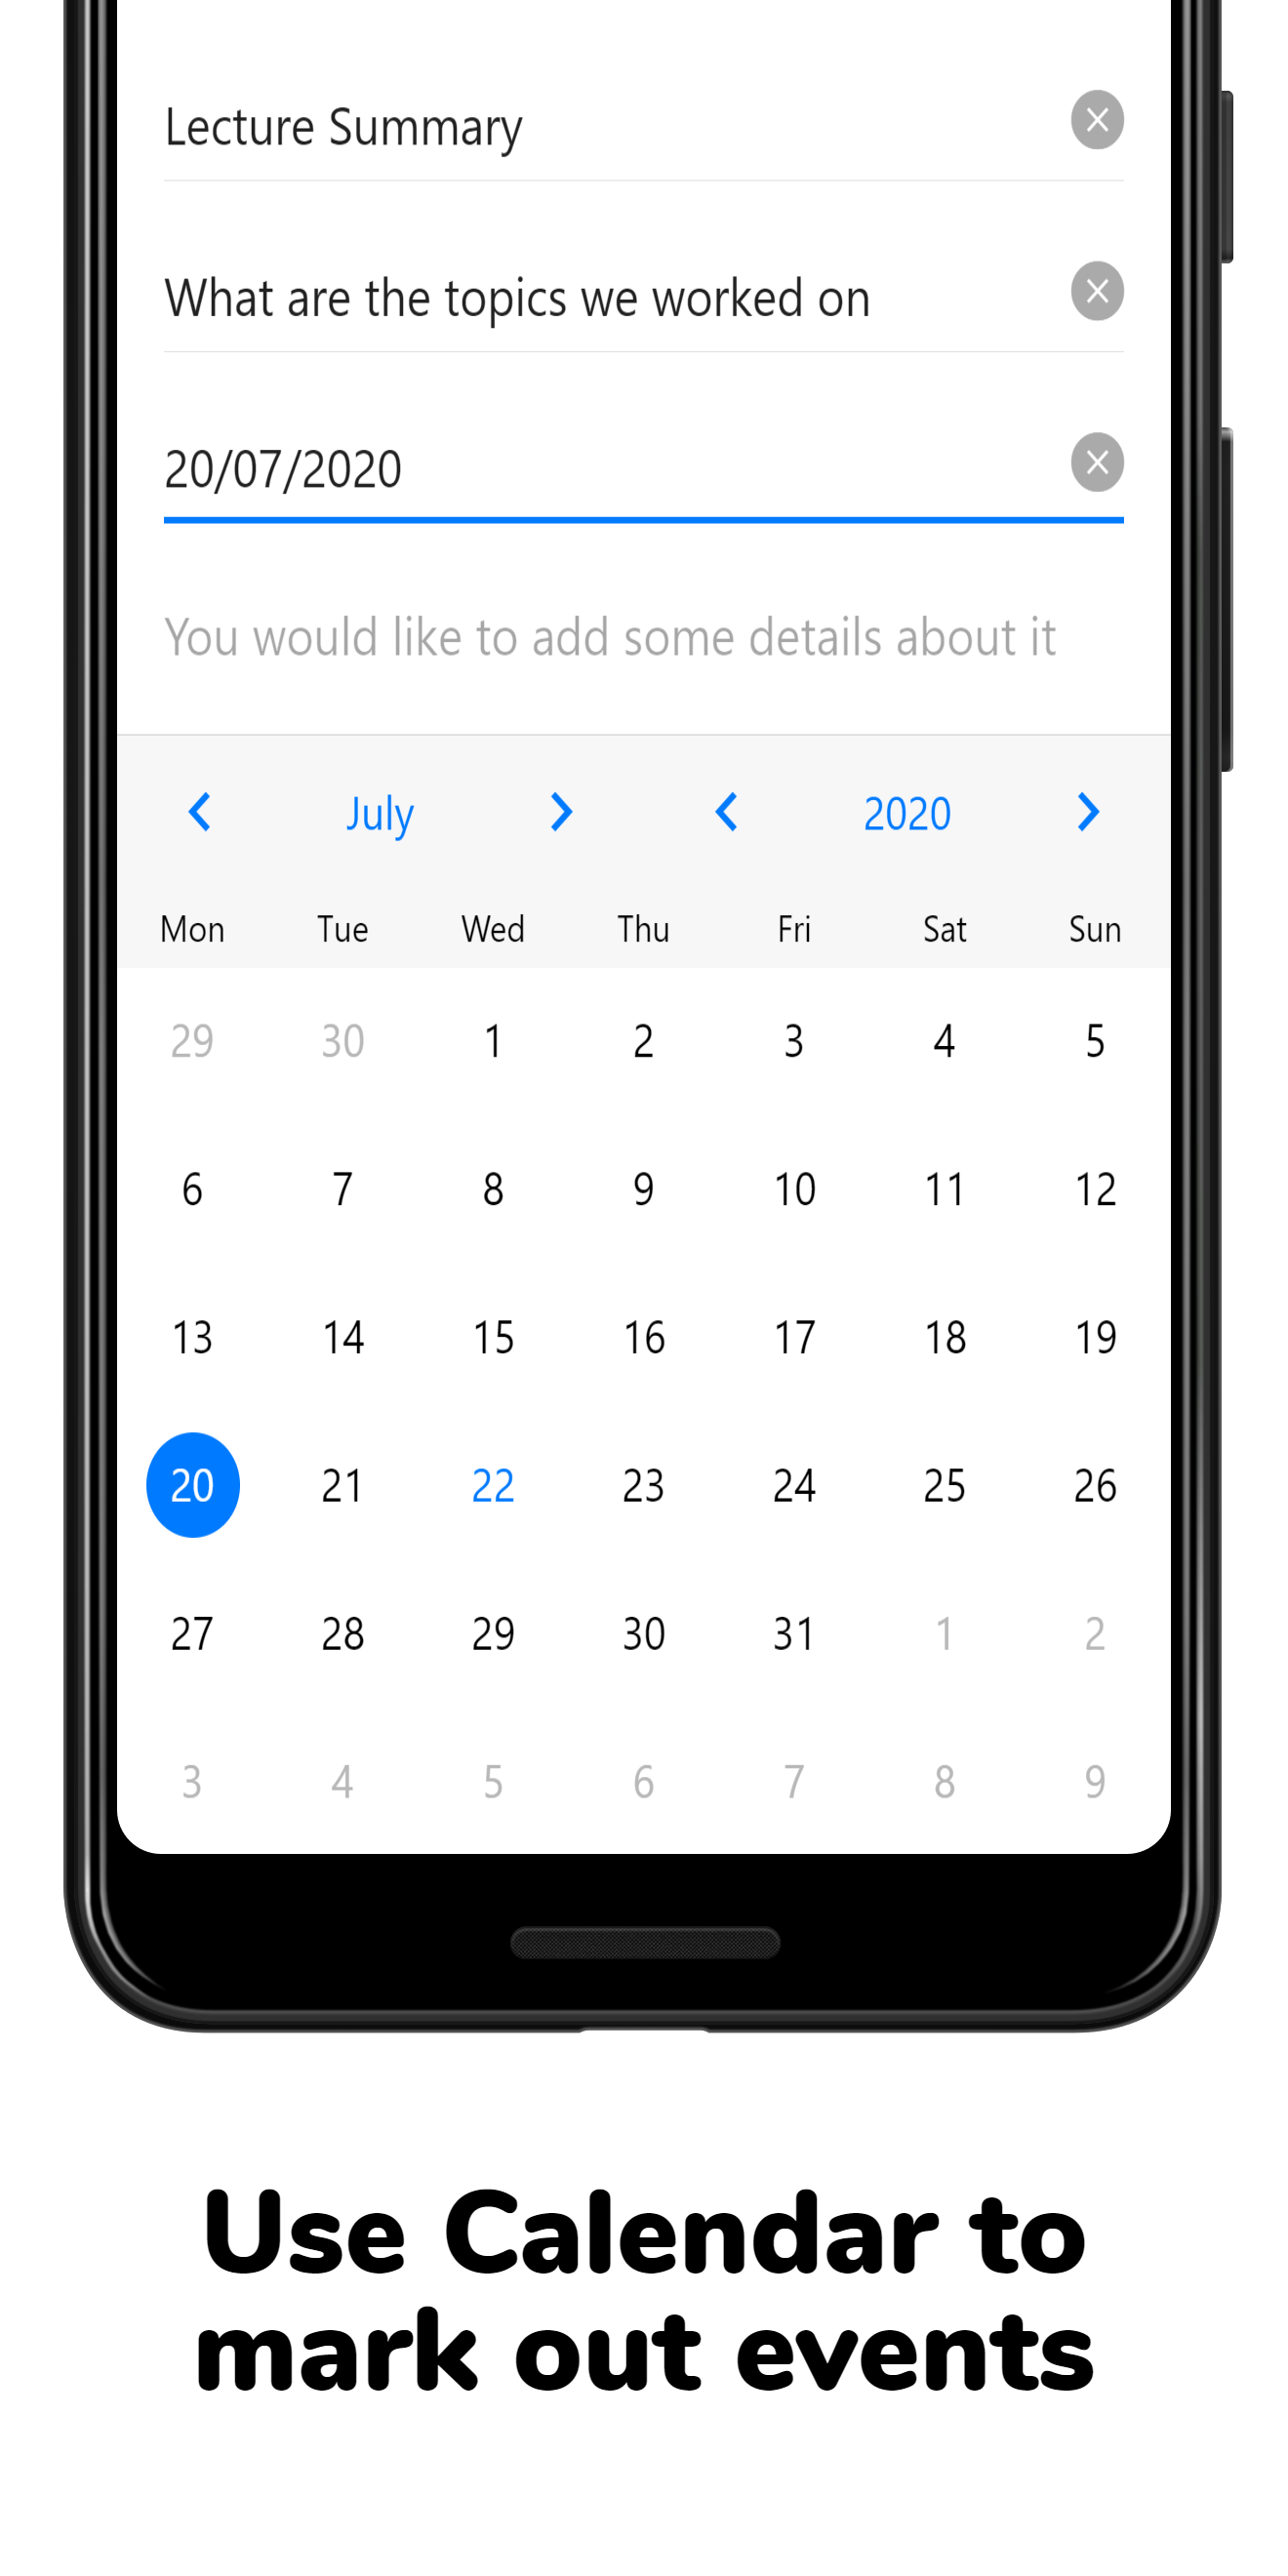 Lecture Summary
What are the topics we worked on
20/07/2020
You would like to add some details about it
July 2020
Mon Tue Wed Thu Fri Sat Sun
29 30 1 2 3 4 5
6 7 8 9 10 11 12
13 14 15 16 17 18 19
20 21 22 23 24 25 26
27 28 29 30 31 1 2
3 4 5 6 7 8 9
Use Calendar to
mark out events